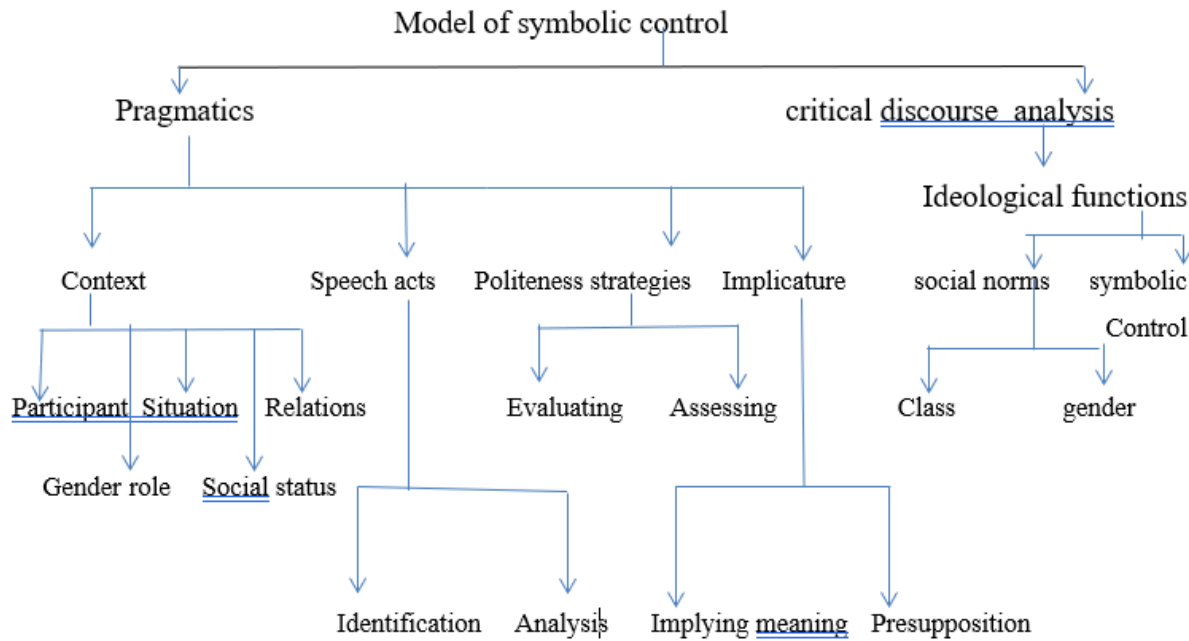 Model of symbolic control
Pragmatics critical discourse analysis
Ideological functions
Context Speech acts Politeness strategies Implicature social norms symbolic
Control
Participant Situation Relations Evaluating Assessing Class gender
Gender role Social status
Identification Analysis Implying meaning Presupposition